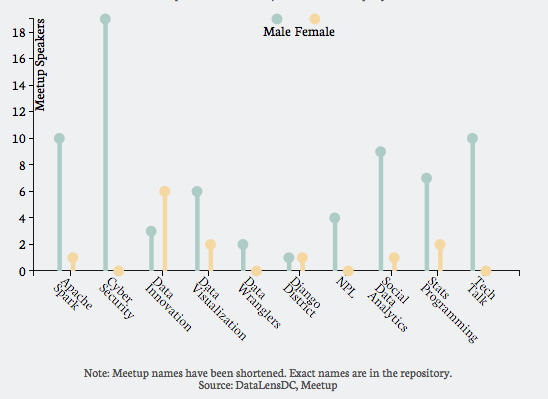 Meetup Speakers
Male Female
18
16
14
12
10
8
6
4
2
0
Apache
Spark
Cyber
Security
Data
Innovation
Data
Visualization
Data
Wranglers
Django
District
NPL
Social
Data
Analytics
Stats
Programming
Tech
Talk
Note: Meetup names have been shortened. Exact names are in the repository.
Source: DataLensDC, Meetup